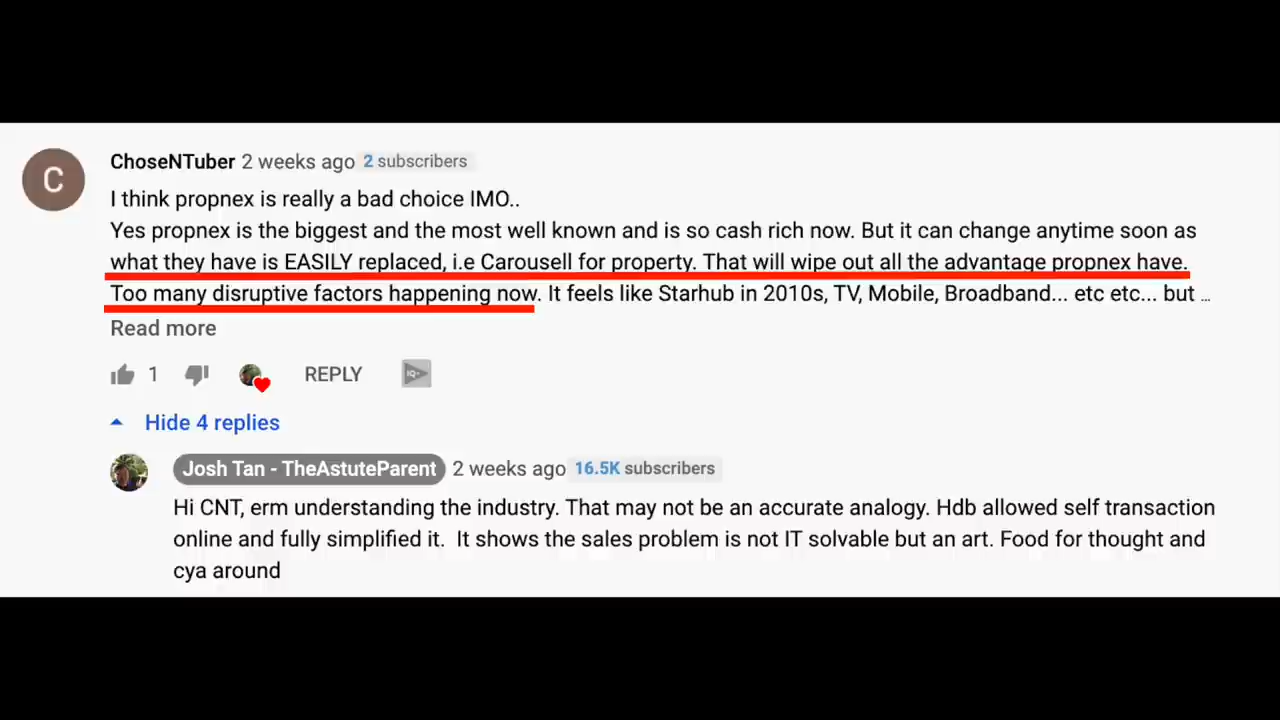 C
ChoseNTuber 2 weeks ago 2 subscribers
I think propnex is really a bad choice IMO..
Yes propnex is the biggest and the most well known and is so cash rich now. But it can change anytime soon as
what they have is EASILY replaced, i.e Carousell for property. That will wipe out all the advantage propnex have.
Too many disruptive factors happening now. It feels like Starhub in 2010s, TV, Mobile, Broadband... etc etc... but ...
Read more
1 REPLY IQ
Hide 4 replies
Josh Tan - TheAstuteParent 2 weeks ago 16.5K subscribers
Hi CNT, erm understanding the industry. That may not be an accurate analogy. Hdb allowed self transaction
online and fully simplified it. It shows the sales problem is not IT solvable but an art. Food for thought and
cya around